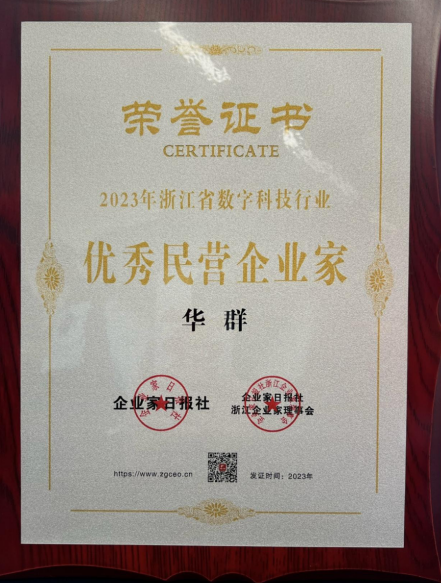 荣誉证书
CERTIFICATE
2023年浙江省数字科技行业
优秀民营企业家
华群
企业家日报社
企业家日报社
浙江企业家理事会
https://www.zgceo.cn
发证时间：2023年